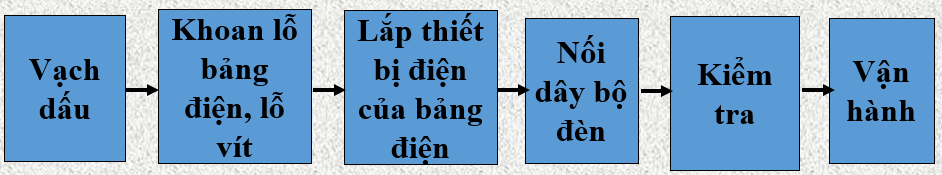 Vạch
dấu
Khoan lỗ
bảng
điện, lỗ
vít
Lắp thiết
bị điện
của bảng
điện
Nối
dây bộ
đèn
Kiểm
tra
Vận
hành